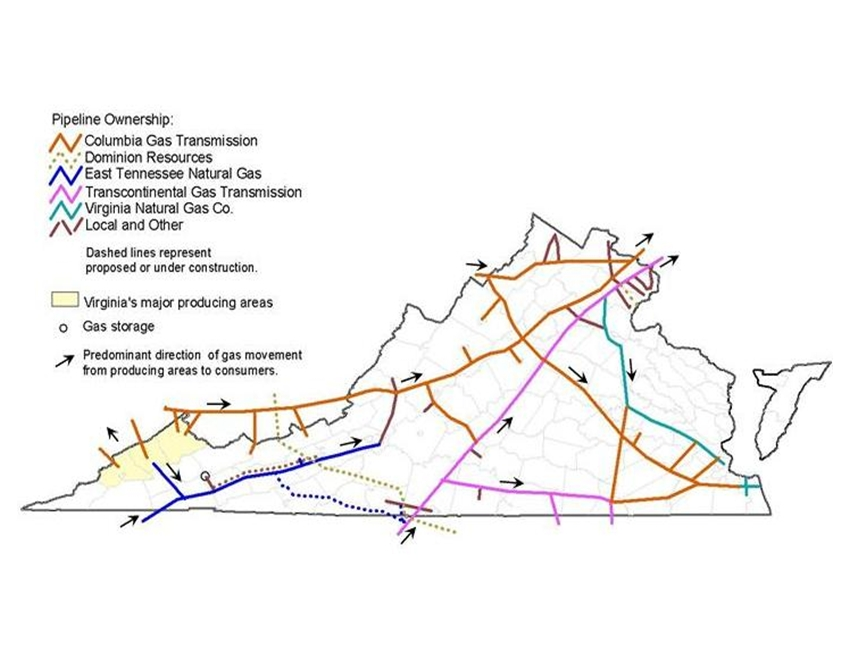 Pipeline Ownership:
Columbia Gas Transmission
Dominion Resources
East Tennessee Natural Gas
Transcontinental Gas Transmission
Virginia Natural Gas Co.
Local and Other
Dashed lines represent
proposed or under construction.
Virginia's major producing areas
Gas storage
Predominant direction of gas movement
from producing areas to consumers.